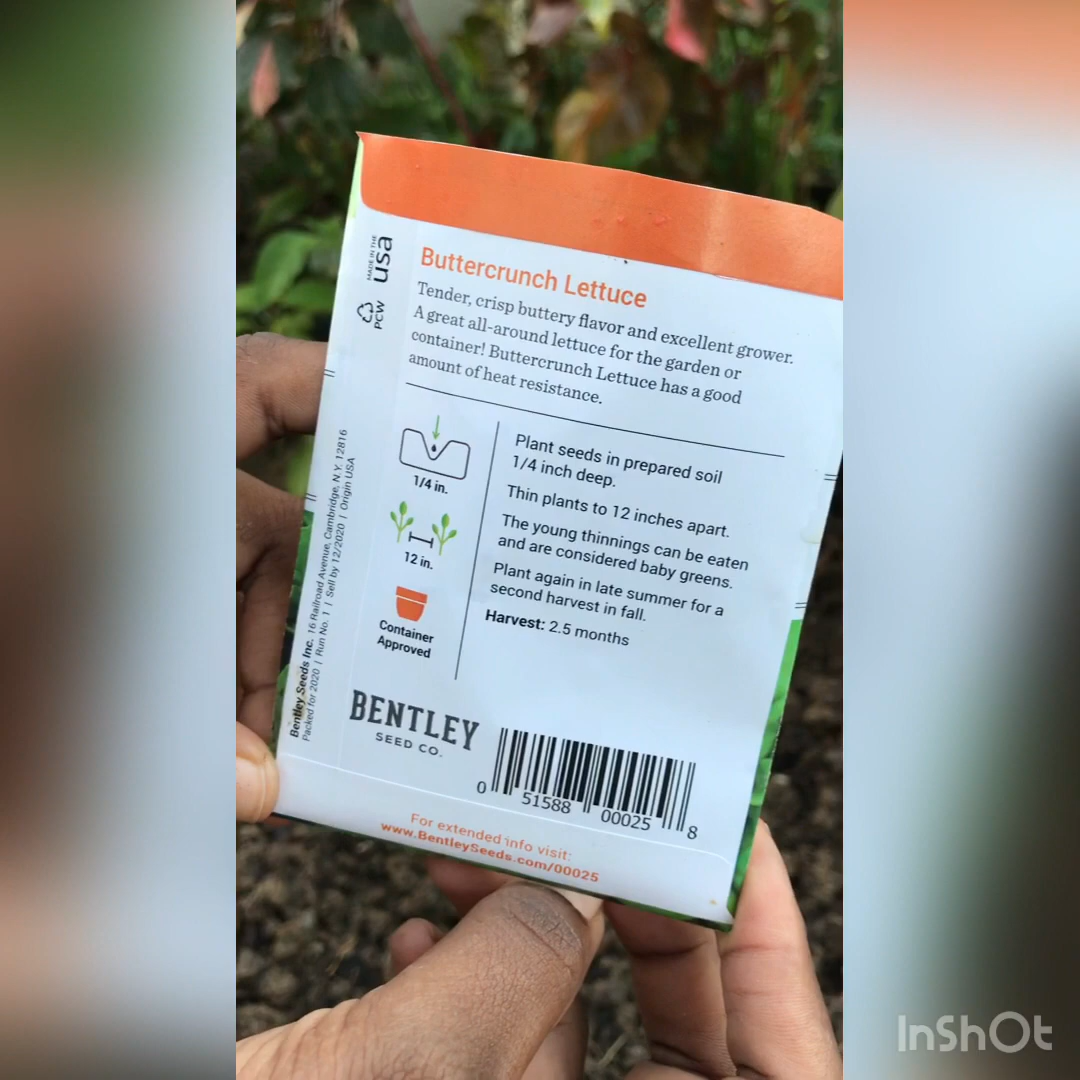 Buttercrunch Lettuce
Tender, crisp buttery flavor and excellent grower.
A great all-around lettuce for the garden or
container! Buttercrunch Lettuce has a good
amount of heat resistance.
MADE IN THE
usa
PCW
1/4 in.
12 in.
Container
Approved
Plant seeds in prepared soil
1/4 inch deep.
Thin plants to 12 inches apart.
The young thinnings can be eaten
and are considered baby greens.
Plant again in late summer for a
second harvest in fall.
Harvest: 2.5 months
Bentley Seeds Inc. 16 Railroad Avenue, Cambridge, N.Y. 12816
Packed for 2020 | Run No. 1 | Sell by 12/2020 | Origin USA
BENTLEY
SEED CO.
0 51588 00025 8
For extended info visit:
www.BentleySeeds.com/00025
InShOt